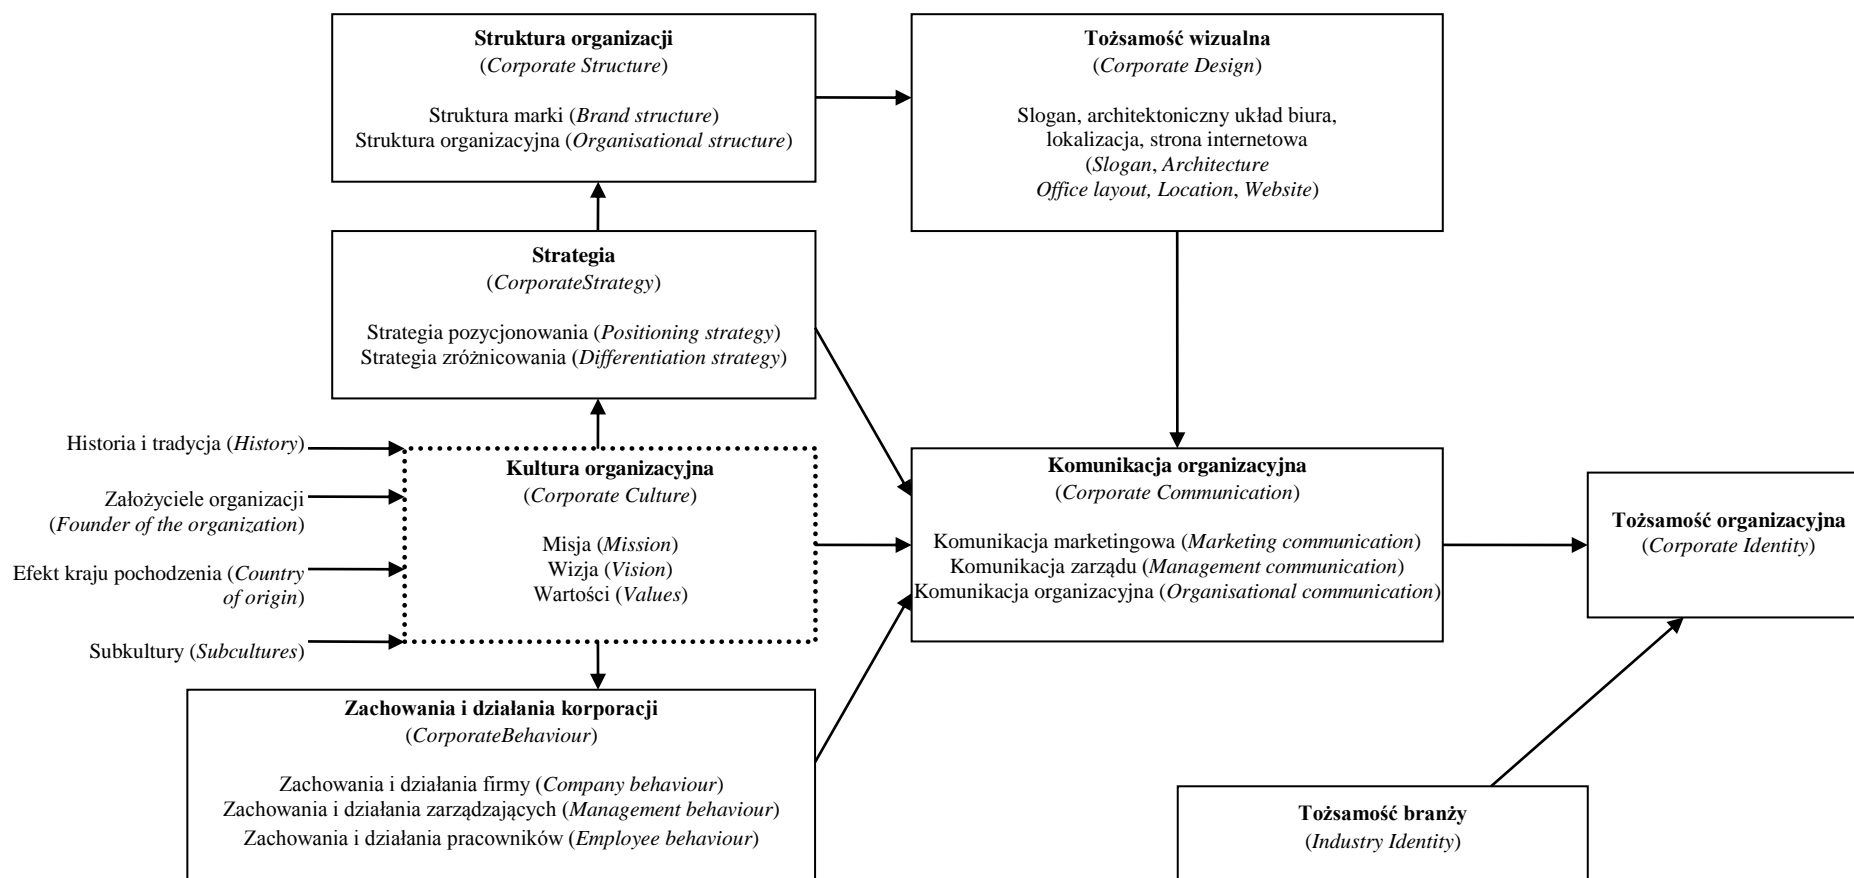 Struktura organizacji
(Corporate Structure)
Struktura marki (Brand structure)
Struktura organizacyjna (Organisational structure)
Tożsamość wizualna
(Corporate Design)
Slogan, architektoniczny układ biura,
lokalizacja, strona internetowa
(Slogan, Architecture
Office layout, Location, Website)
Strategia
(CorporateStrategy)
Strategia pozycjonowania (Positioning strategy)
Strategia zróżnicowania (Differentiation strategy)
Historia i tradycja (History)
Założyciele organizacji
(Founder of the organization)
Efekt kraju pochodzenia (Country
of origin)
Subkultury (Subcultures)
Kultura organizacyjna
(Corporate Culture)
Misja (Mission)
Wizja (Vision)
Wartości (Values)
Komunikacja organizacyjna
(Corporate Communication)
Komunikacja marketingowa (Marketing communication)
Komunikacja zarządu (Management communication)
Komunikacja organizacyjna (Organisational communication)
Tożsamość organizacyjna
(Corporate Identity)
Zachowania i działania korporacji
(CorporateBehaviour)
Zachowania i działania firmy (Company behaviour)
Zachowania i działania zarządzających (Management behaviour)
Zachowania i działania pracowników (Employee behaviour)
Tożsamość branży
(Industry Identity)